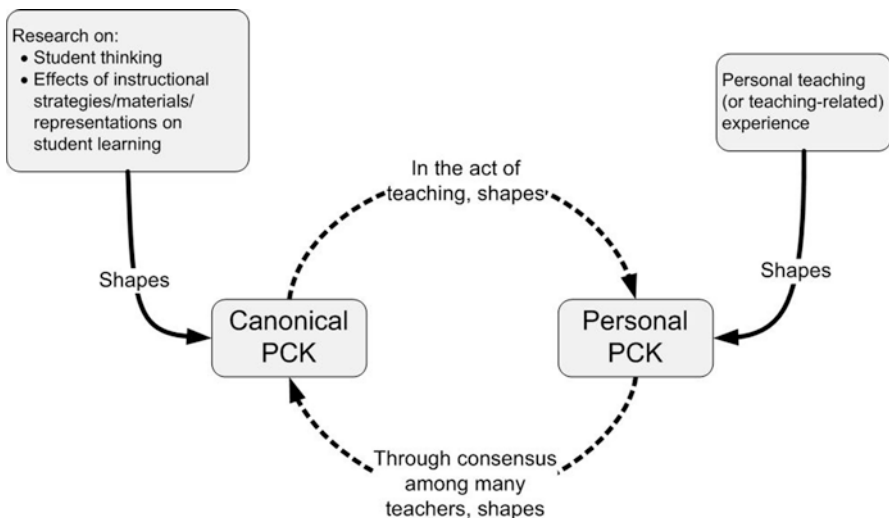 Research on:
• Student thinking
• Effects of instructional
strategies/materials/
representations on
student learning
Personal teaching
(or teaching-related)
experience
In the act of
teaching, shapes
Shapes
Shapes
Canonical
PCK
Personal
PCK
Through consensus
among many
teachers, shapes